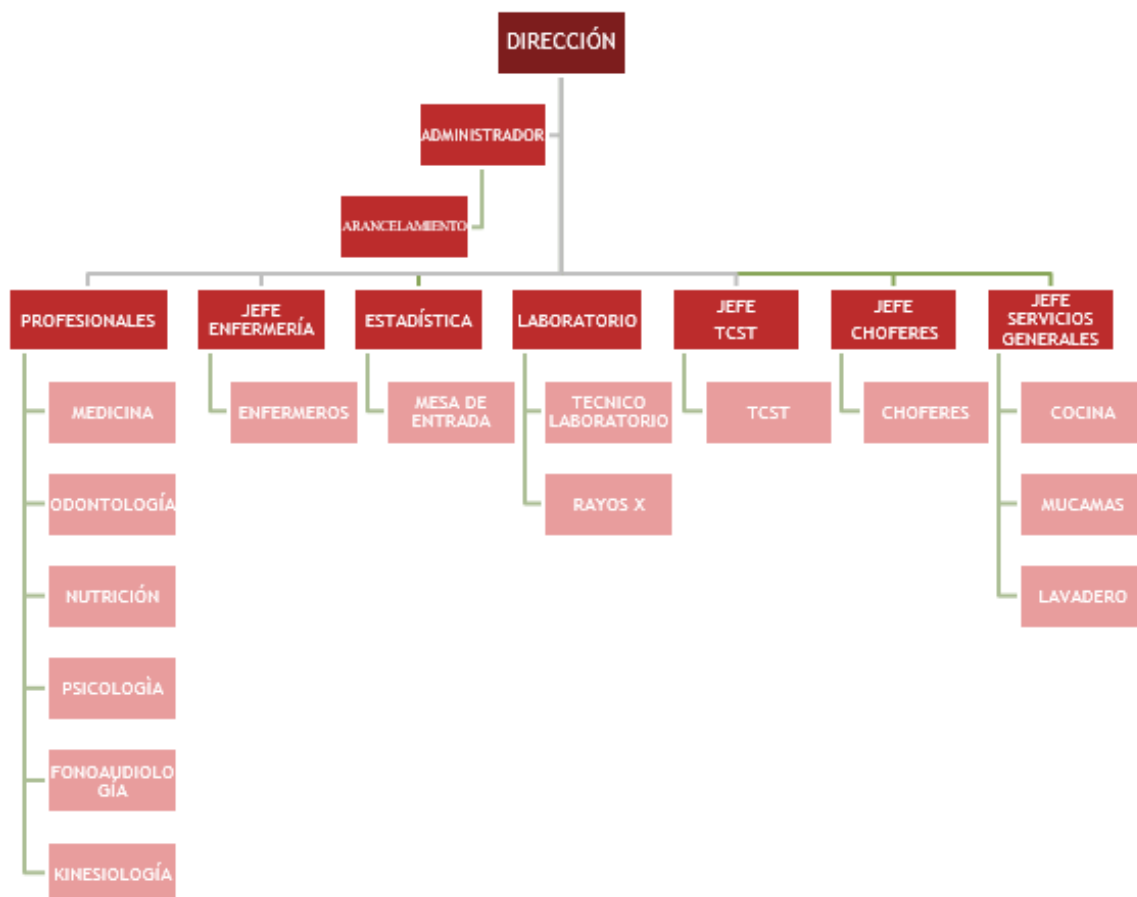 DIRECCIÓN
ADMINISTRADOR
ARANCELAMIENTO
PROFESIONALES
JEFE
ENFERMERÍA
ESTADÍSTICA
LABORATORIO
JEFE
TCST
JEFE
CHOFERES
JEFE
SERVICIOS
GENERALES
MEDICINA
ENFERMEROS
MESA DE
ENTRADA
TECNICO
LABORATORIO
TCST
CHOFERES
COCINA
ODONTOLOGÍA
RAYOS X
MUCAMAS
NUTRICIÓN
LAVADERO
PSICOLOGÌA
FONOAUDIOLO
GÍA
KINESIOLOGÍA